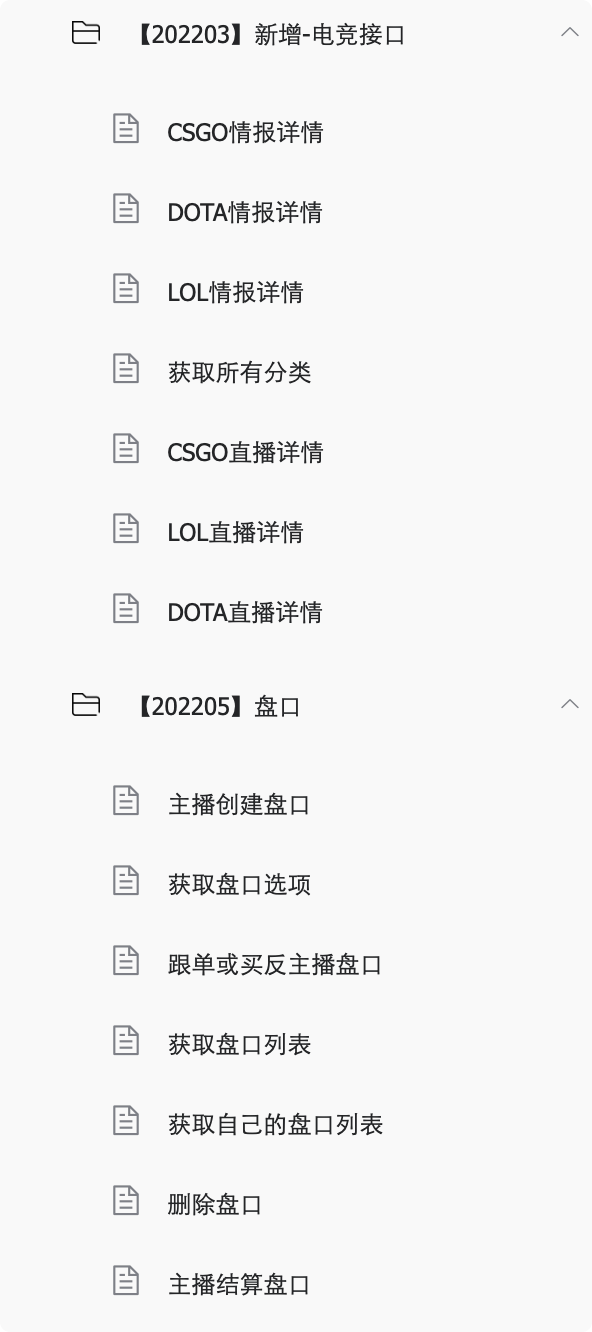 【202203】新增-电竞接口
CSGO情报详情
DOTA情报详情
LOL情报详情
获取所有分类
CSGO直播详情
LOL直播详情
DOTA直播详情
【202205】盘口
主播创建盘口
获取盘口选项
跟单或买反主播盘口
获取盘口列表
获取自己的盘口列表
删除盘口
主播结算盘口